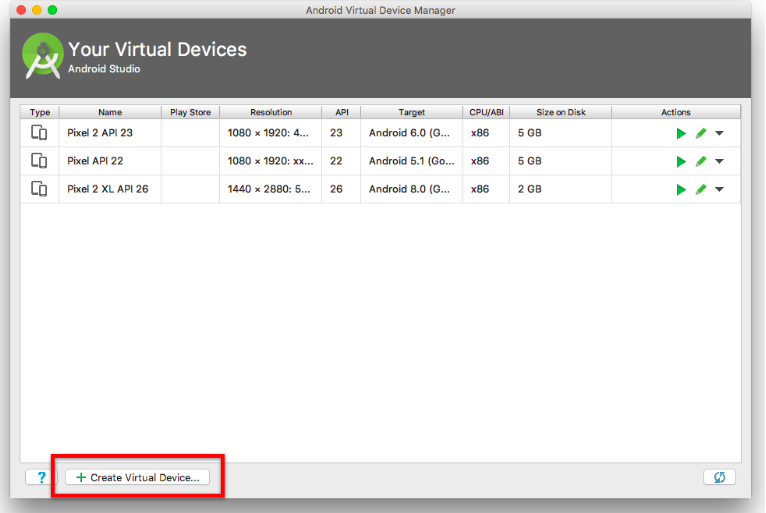 Android Virtual Device Manager
Your Virtual Devices
Android Studio
Type Name Play Store Resolution API Target CPU/ABI Size on Disk Actions
Pixel 2 API 23 1080 × 1920: 4... 23 Android 6.0 (G... x86 5 GB
Pixel API 22 1080 × 1920: xx... 22 Android 5.1 (Go... x86 5 GB
Pixel 2 XL API 26 1440 × 2880: 5... 26 Android 8.0 (G... x86 2 GB
? + Create Virtual Device...